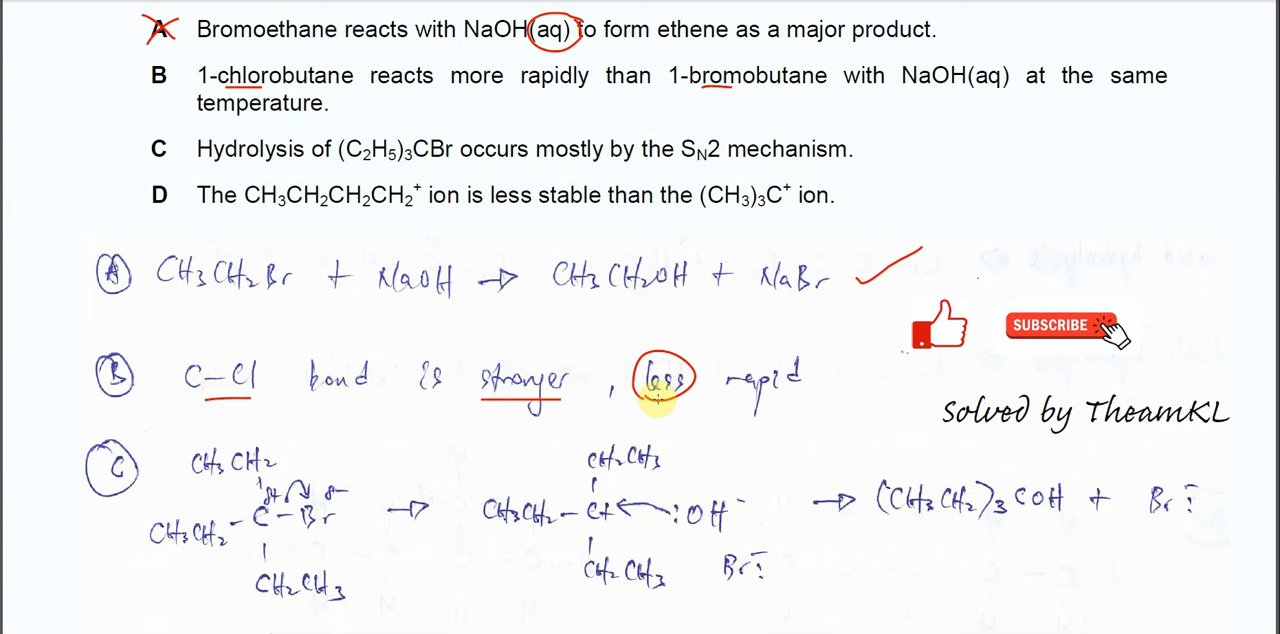 A Bromoethane reacts with NaOH(aq) to form ethene as a major product.
B 1-chlorobutane reacts more rapidly than 1-bromobutane with NaOH(aq) at the same
temperature.
C Hydrolysis of (C₂H₅)₃CBr occurs mostly by the Sₙ2 mechanism.
D The CH₃CH₂CH₂CH₂⁺ ion is less stable than the (CH₃)₃C⁺ ion.
A CH₃CH₂Br + NaOH → CH₃CH₂OH + NaBr ✓
SUBSCRIBE
B C–Cl bond is stronger, less rapid
Solved by TheamKL
C CH₃CH₂ CH₂CH₃
δ+ δ−
CH₃CH₂ – C – Br → CH₃CH₂ – C+ :OH⁻ → (CH₃CH₂)₃COH + Br:⁻
CH₂CH₃ CH₂CH₃ Br:⁻